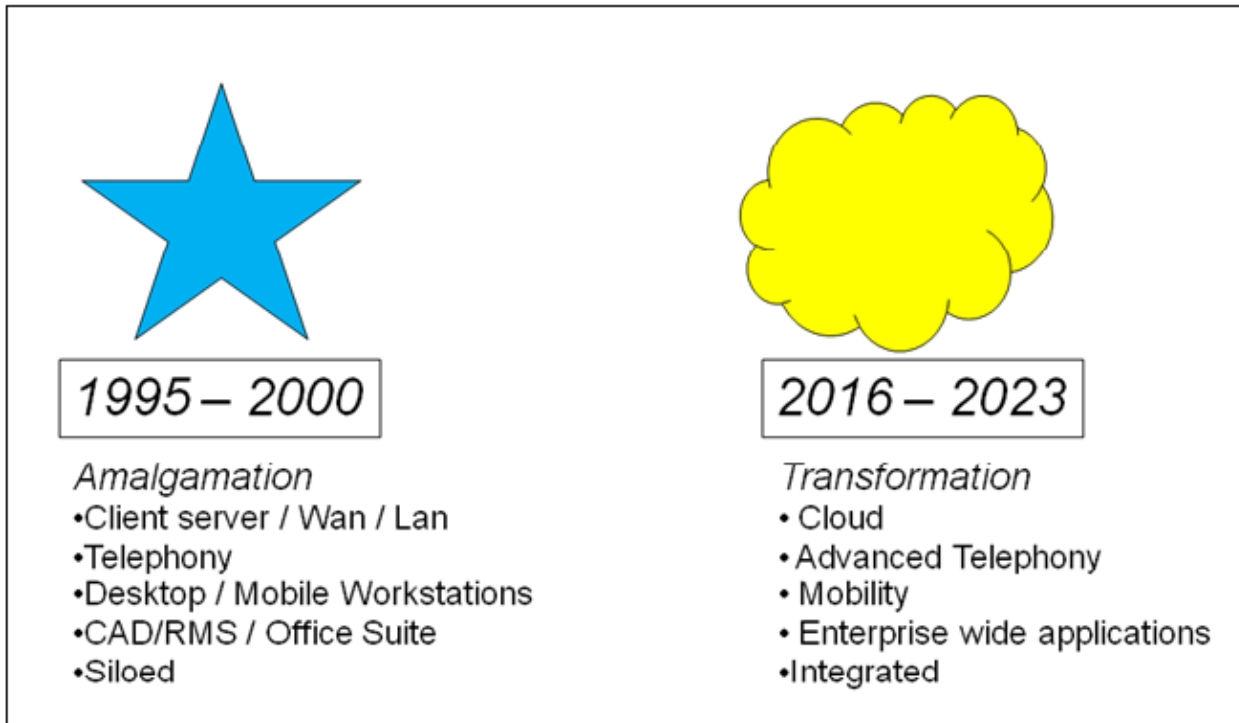 1995 – 2000
Amalgamation
•Client server / Wan / Lan
•Telephony
•Desktop / Mobile Workstations
•CAD/RMS / Office Suite
•Siloed
2016 – 2023
Transformation
• Cloud
• Advanced Telephony
• Mobility
• Enterprise wide applications
•Integrated